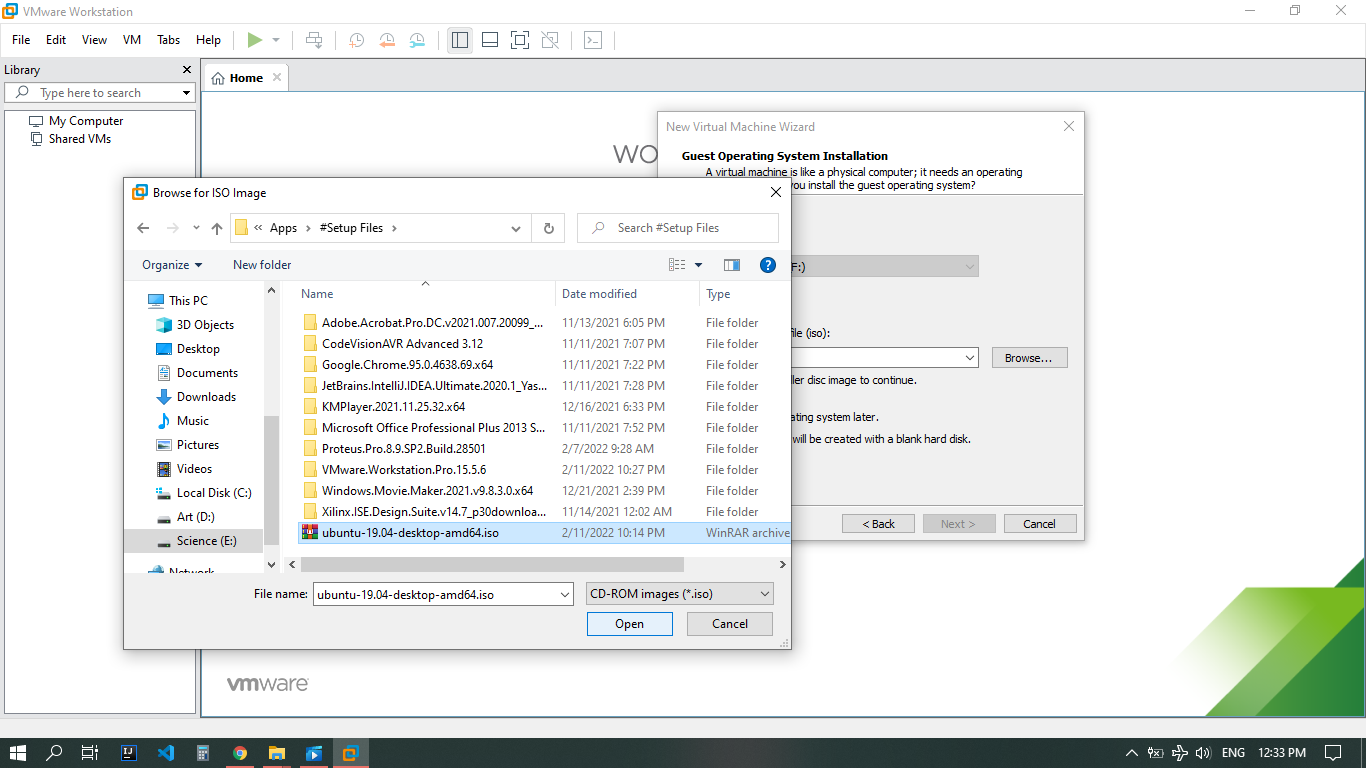 VMware Workstation
File Edit View VM Tabs Help
Library
Type here to search
My Computer
Shared VMs
Home
WO
New Virtual Machine Wizard
Guest Operating System Installation
A virtual machine is like a physical computer; it needs an operating
you install the guest operating system?
F:)
file (iso):
Browse...
ller disc image to continue.
ating system later.
will be created with a blank hard disk.
< Back Next > Cancel
Browse for ISO Image
« Apps › #Setup Files ›
Search #Setup Files
Organize New folder
Name Date modified Type
This PC
3D Objects
Desktop
Documents
Downloads
Music
Pictures
Videos
Local Disk (C:)
Art (D:)
Science (E:)
Network
Adobe.Acrobat.Pro.DC.v2021.007.20099_... 11/13/2021 6:05 PM File folder
CodeVisionAVR Advanced 3.12 11/11/2021 7:07 PM File folder
Google.Chrome.95.0.4638.69.x64 11/11/2021 7:22 PM File folder
JetBrains.IntelliJ.IDEA.Ultimate.2020.1_Yas... 11/11/2021 7:28 PM File folder
KMPlayer.2021.11.25.32.x64 12/16/2021 6:33 PM File folder
Microsoft Office Professional Plus 2013 S... 11/11/2021 7:52 PM File folder
Proteus.Pro.8.9.SP2.Build.28501 2/7/2022 9:28 AM File folder
VMware.Workstation.Pro.15.5.6 2/11/2022 10:27 PM File folder
Windows.Movie.Maker.2021.v9.8.3.0.x64 12/21/2021 2:39 PM File folder
Xilinx.ISE.Design.Suite.v14.7_p30downloa... 11/14/2021 12:02 AM File folder
ubuntu-19.04-desktop-amd64.iso 2/11/2022 10:14 PM WinRAR archive
File name: ubuntu-19.04-desktop-amd64.iso CD-ROM images (*.iso)
Open Cancel
vmware
IJ
ENG 12:33 PM